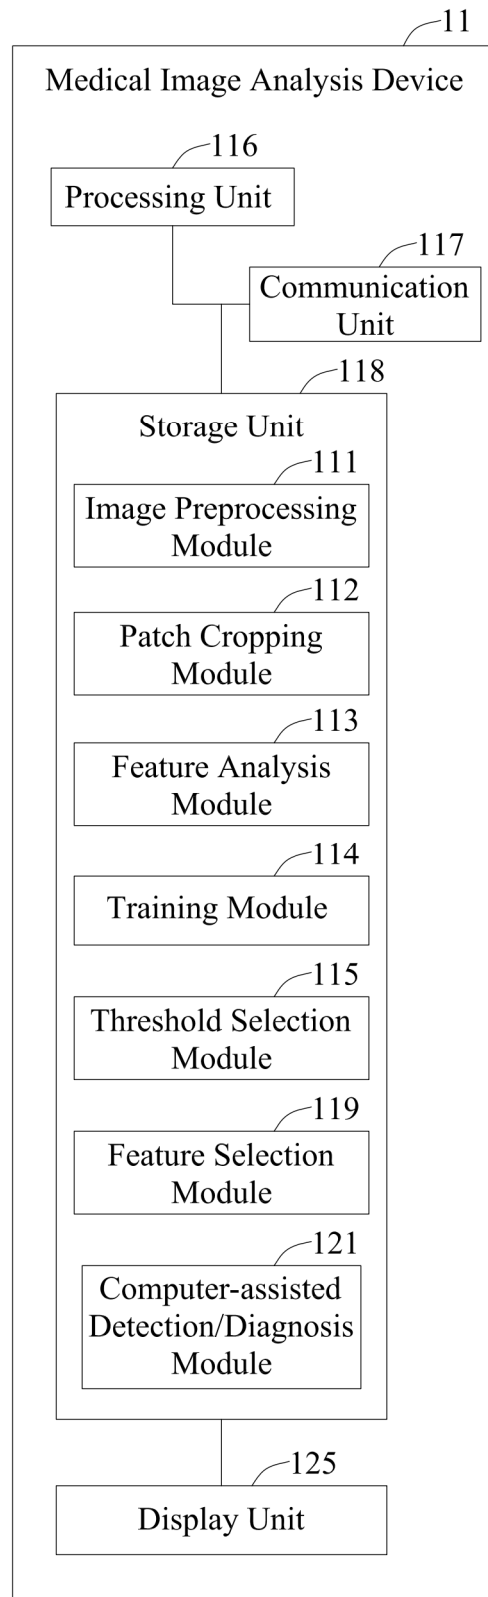 11
Medical Image Analysis Device
116
Processing Unit
117
Communication
Unit
118
Storage Unit
111
Image Preprocessing
Module
112
Patch Cropping
Module
113
Feature Analysis
Module
114
Training Module
115
Threshold Selection
Module
119
Feature Selection
Module
121
Computer-assisted
Detection/Diagnosis
Module
125
Display Unit